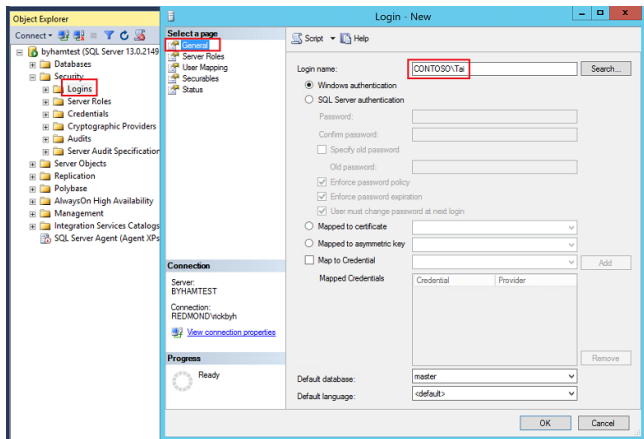 Object Explorer
Connect
byhamtest (SQL Server 13.0.2149
Databases
Security
Logins
Server Roles
Credentials
Cryptographic Providers
Audits
Server Audit Specification
Server Objects
Replication
Polybase
AlwaysOn High Availability
Management
Integration Services Catalogs
SQL Server Agent (Agent XPs
Login - New
Select a page
General
Server Roles
User Mapping
Securables
Status
Connection
Server:
BYHAMTEST
Connection:
REDMOND\rickbyh
View connection properties
Progress
Ready
Script Help
Login name: CONTOSO\Tai Search...
Windows authentication
SQL Server authentication
Password:
Confirm password:
Specify old password
Old password:
Enforce password policy
Enforce password expiration
User must change password at next login
Mapped to certificate
Mapped to asymmetric key
Map to Credential Add
Mapped Credentials Credential Provider
Remove
Default database: master
Default language: <default>
OK Cancel